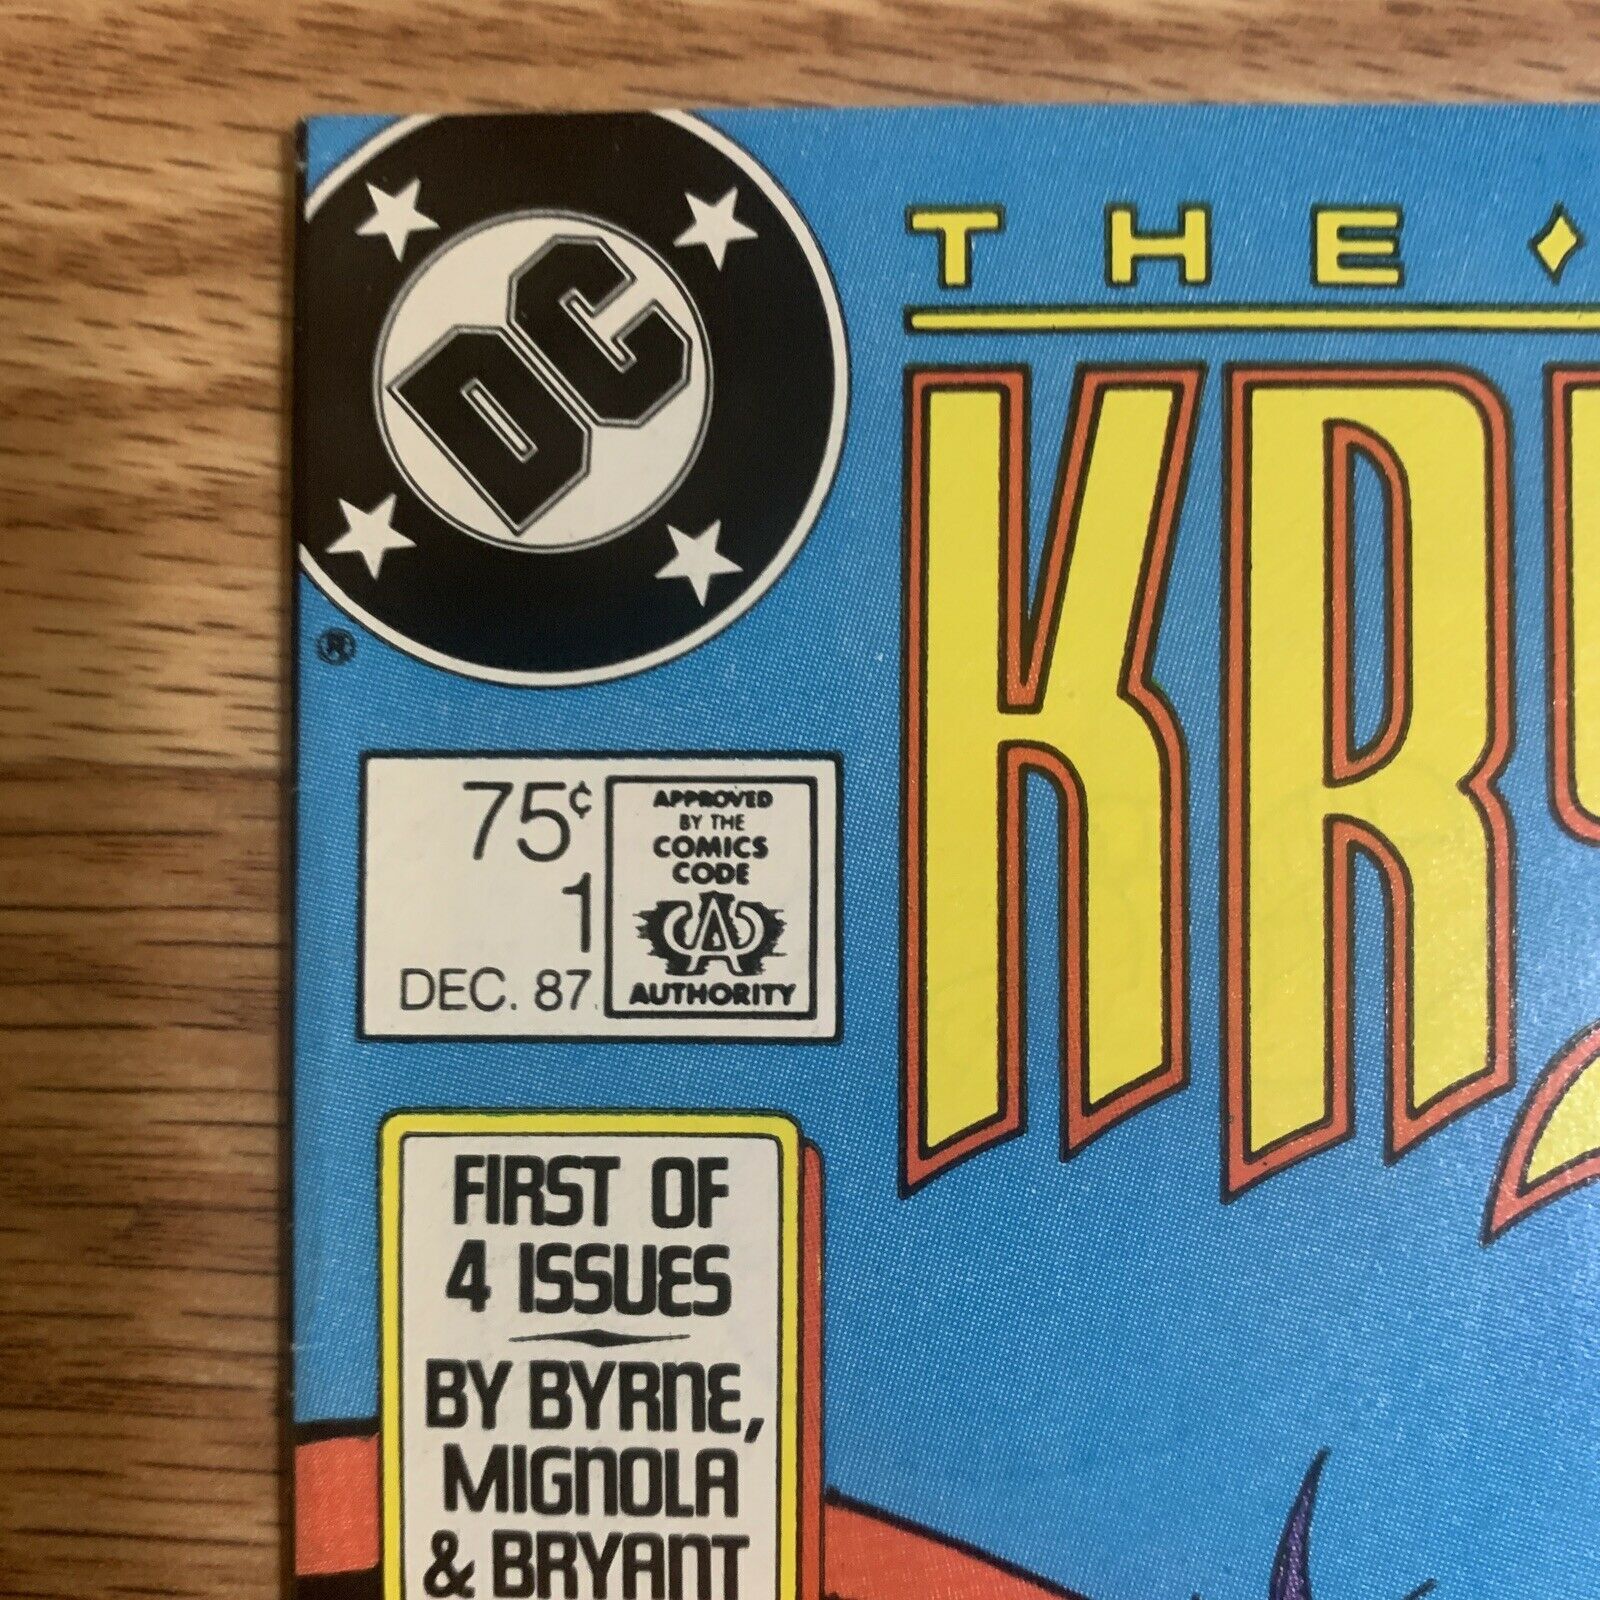 DC
®
THE
KRY
75¢
1
DEC. 87
APPROVED
BY THE
COMICS
CODE
CA
AUTHORITY
FIRST OF
4 ISSUES
BY BYRNE,
MIGNOLA
& BRYANT